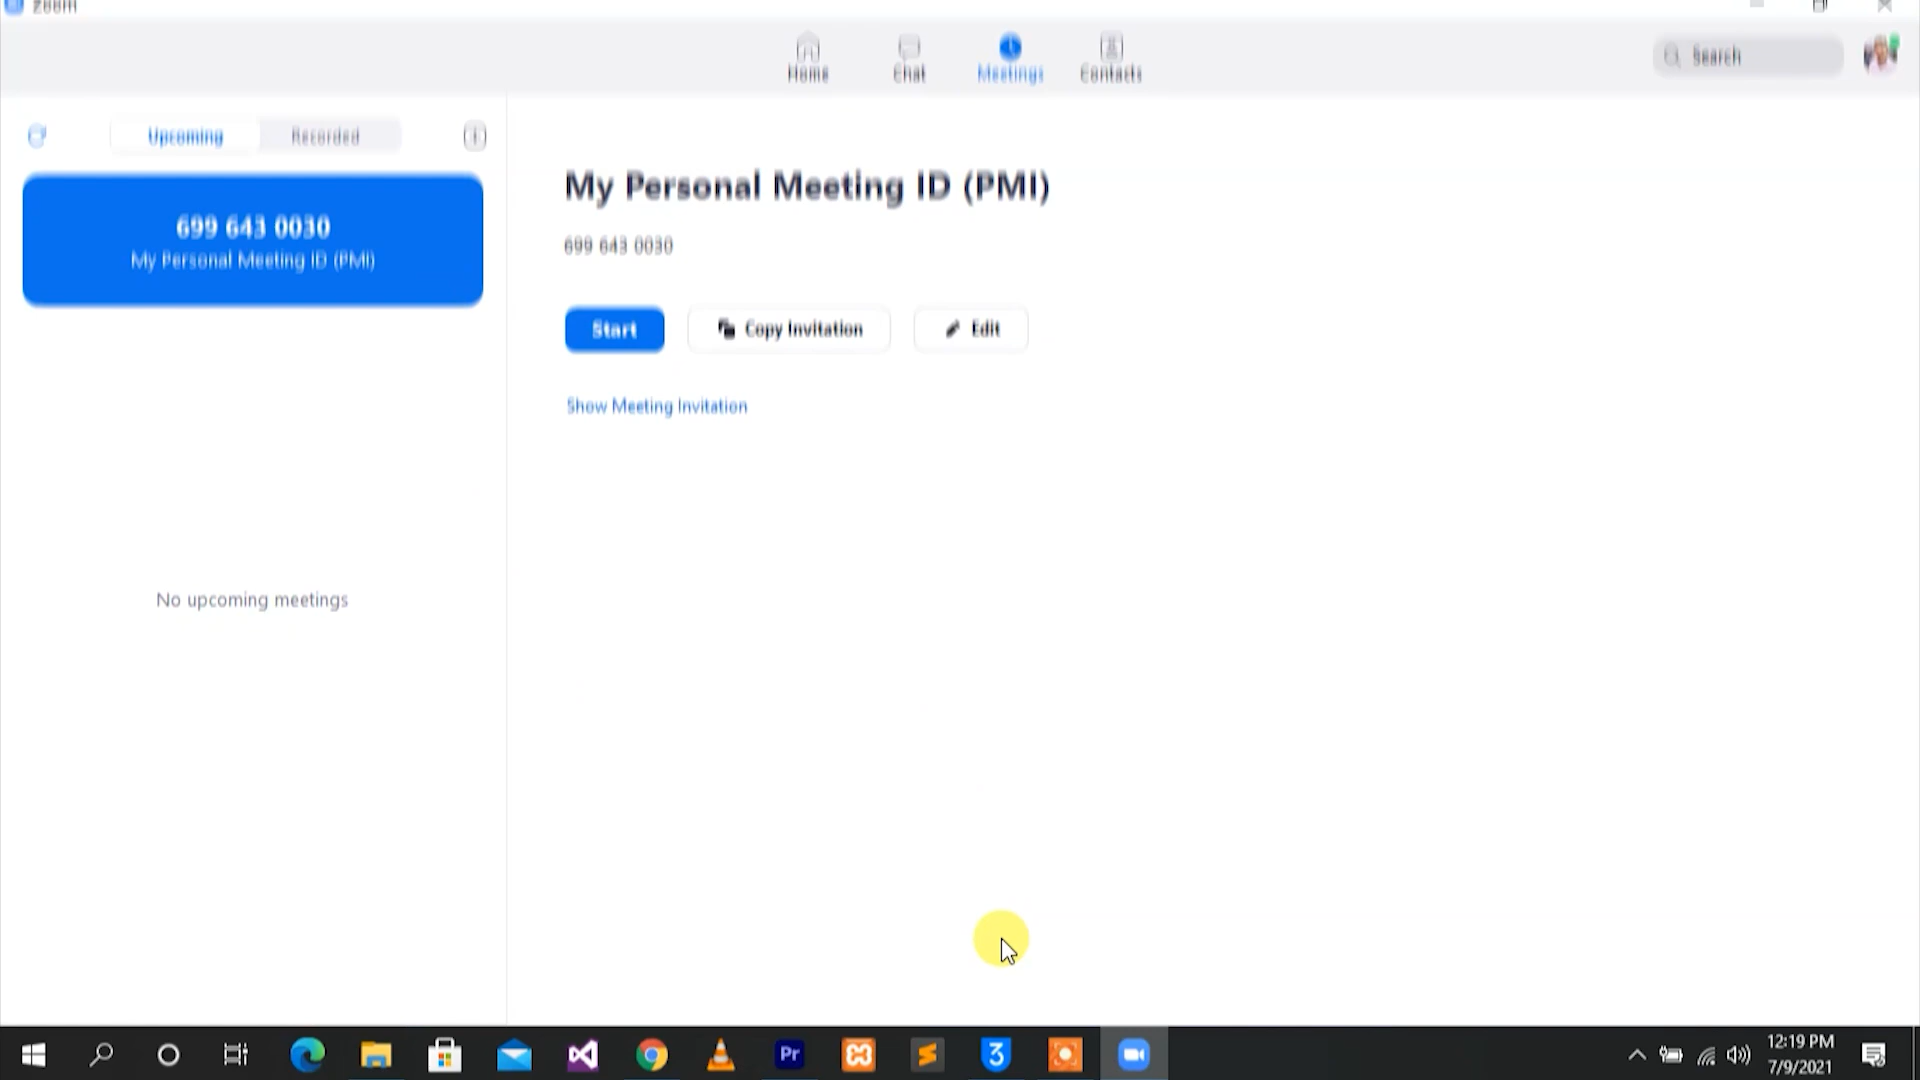 Zoom
Home
Chat
Meetings
Contacts
Search
Upcoming
Recorded
699 643 0030
My Personal Meeting ID (PMI)
My Personal Meeting ID (PMI)
699 643 0030
Start
Copy Invitation
Edit
Show Meeting Invitation
No upcoming meetings
Pr
12:19 PM
7/9/2021